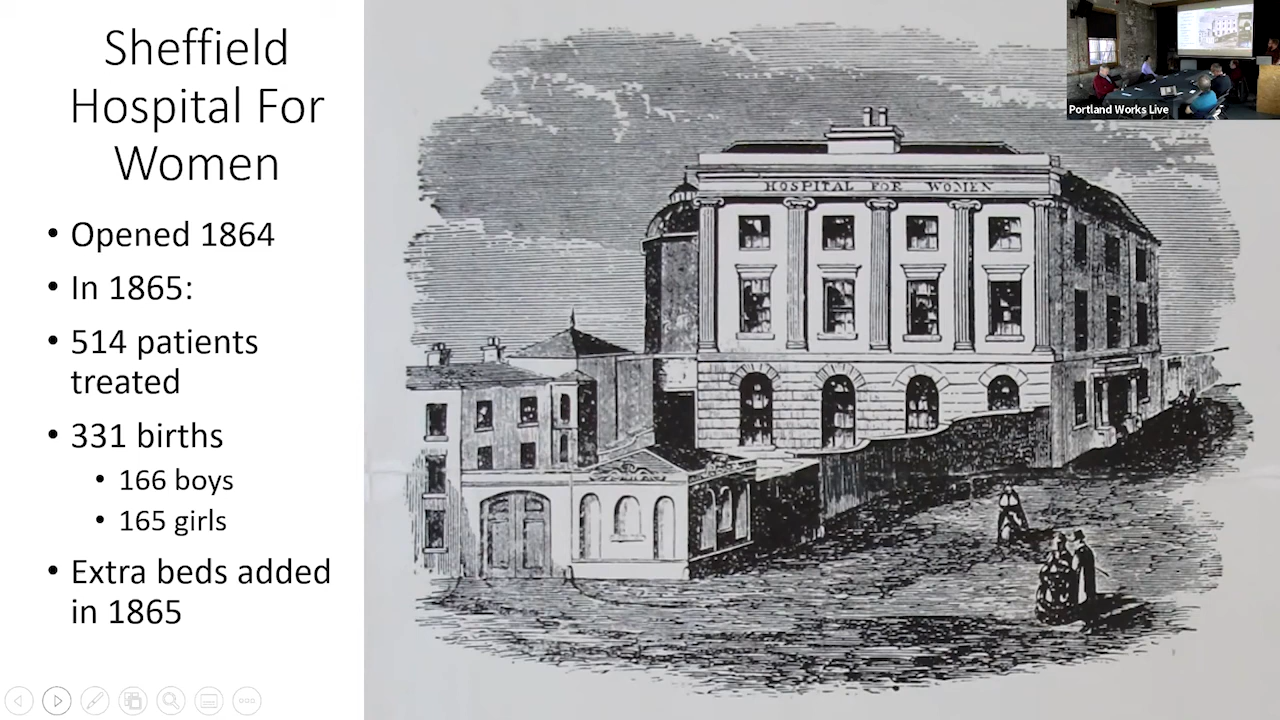 Sheffield
Hospital For
Women
• Opened 1864
• In 1865:
• 514 patients
treated
• 331 births
• 166 boys
• 165 girls
• Extra beds added
in 1865
HOSPITAL FOR WOMEN
Portland Works Live